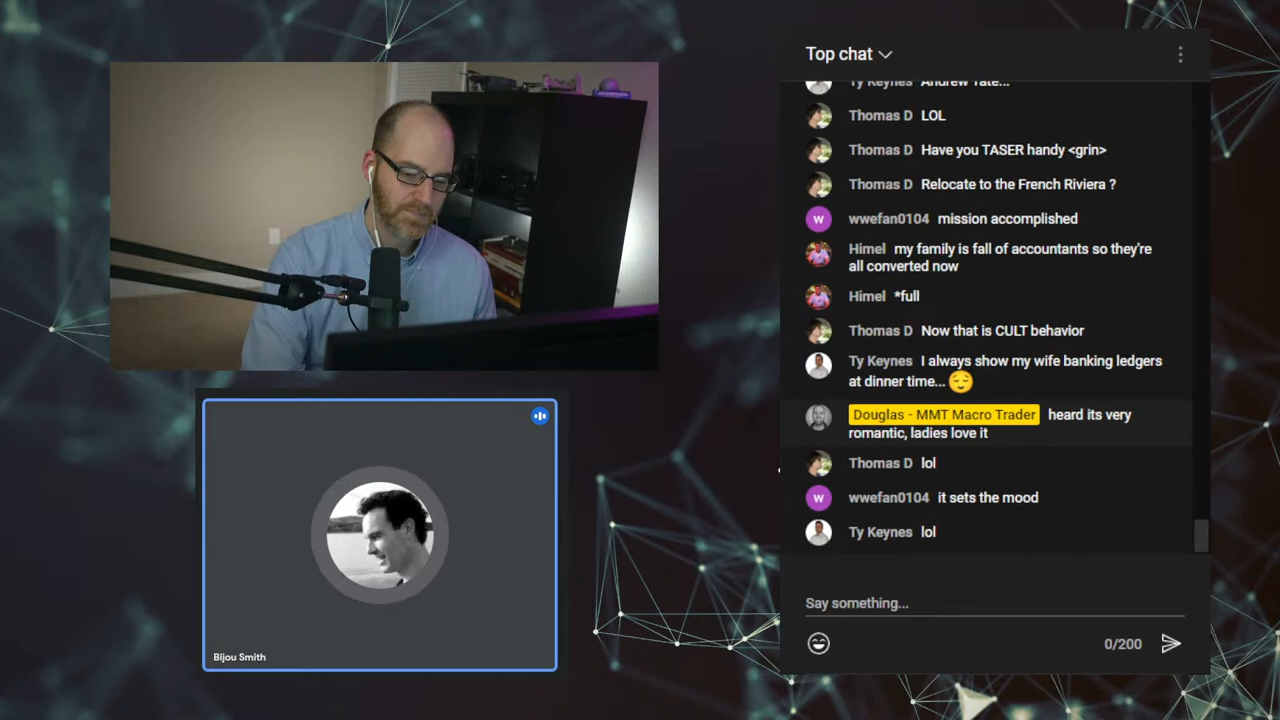 Top chat
Ty Keynes Andrew Tate...
Thomas D LOL
Thomas D Have you TASER handy <grin>
Thomas D Relocate to the French Riviera ?
w wwefan0104 mission accomplished
Himel my family is fall of accountants so they're
all converted now
Himel *full
Thomas D Now that is CULT behavior
Ty Keynes I always show my wife banking ledgers
at dinner time... 😌
Douglas - MMT Macro Trader heard its very
romantic, ladies love it
Thomas D lol
w wwefan0104 it sets the mood
Ty Keynes lol
Say something...
0/200
Bijou Smith